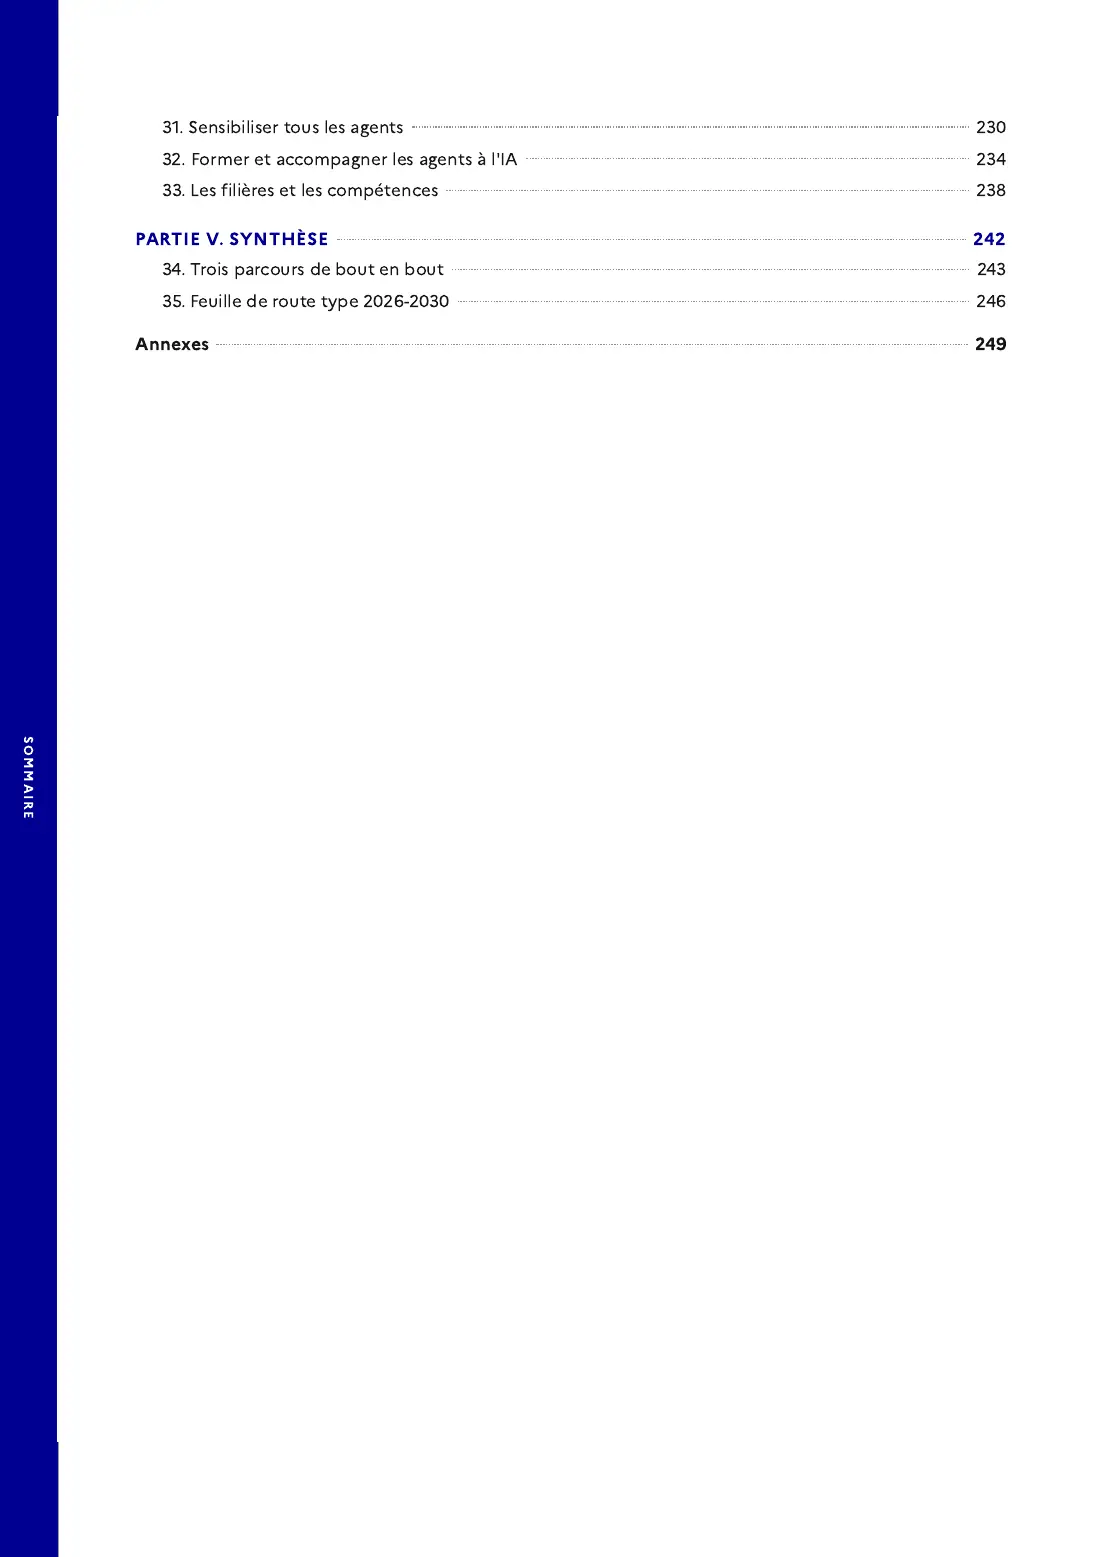 31. Sensibiliser tous les agents 230
32. Former et accompagner les agents à l'IA 234
33. Les filières et les compétences 238
PARTIE V. SYNTHÈSE 242
34. Trois parcours de bout en bout 243
35. Feuille de route type 2026-2030 246
Annexes 249
SOMMAIRE